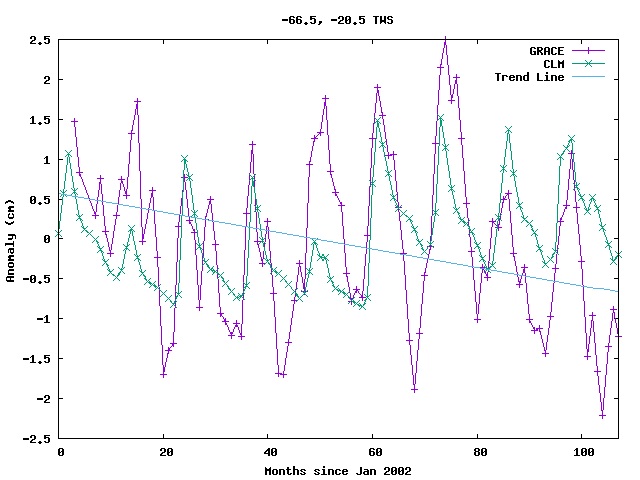 -66.5, -20.5 TWS
GRACE
CLM
Trend Line
2.5
2
1.5
1
0.5
0
-0.5
-1
-1.5
-2
-2.5
Anomaly (cm)
0 20 40 60 80 100
Months since Jan 2002